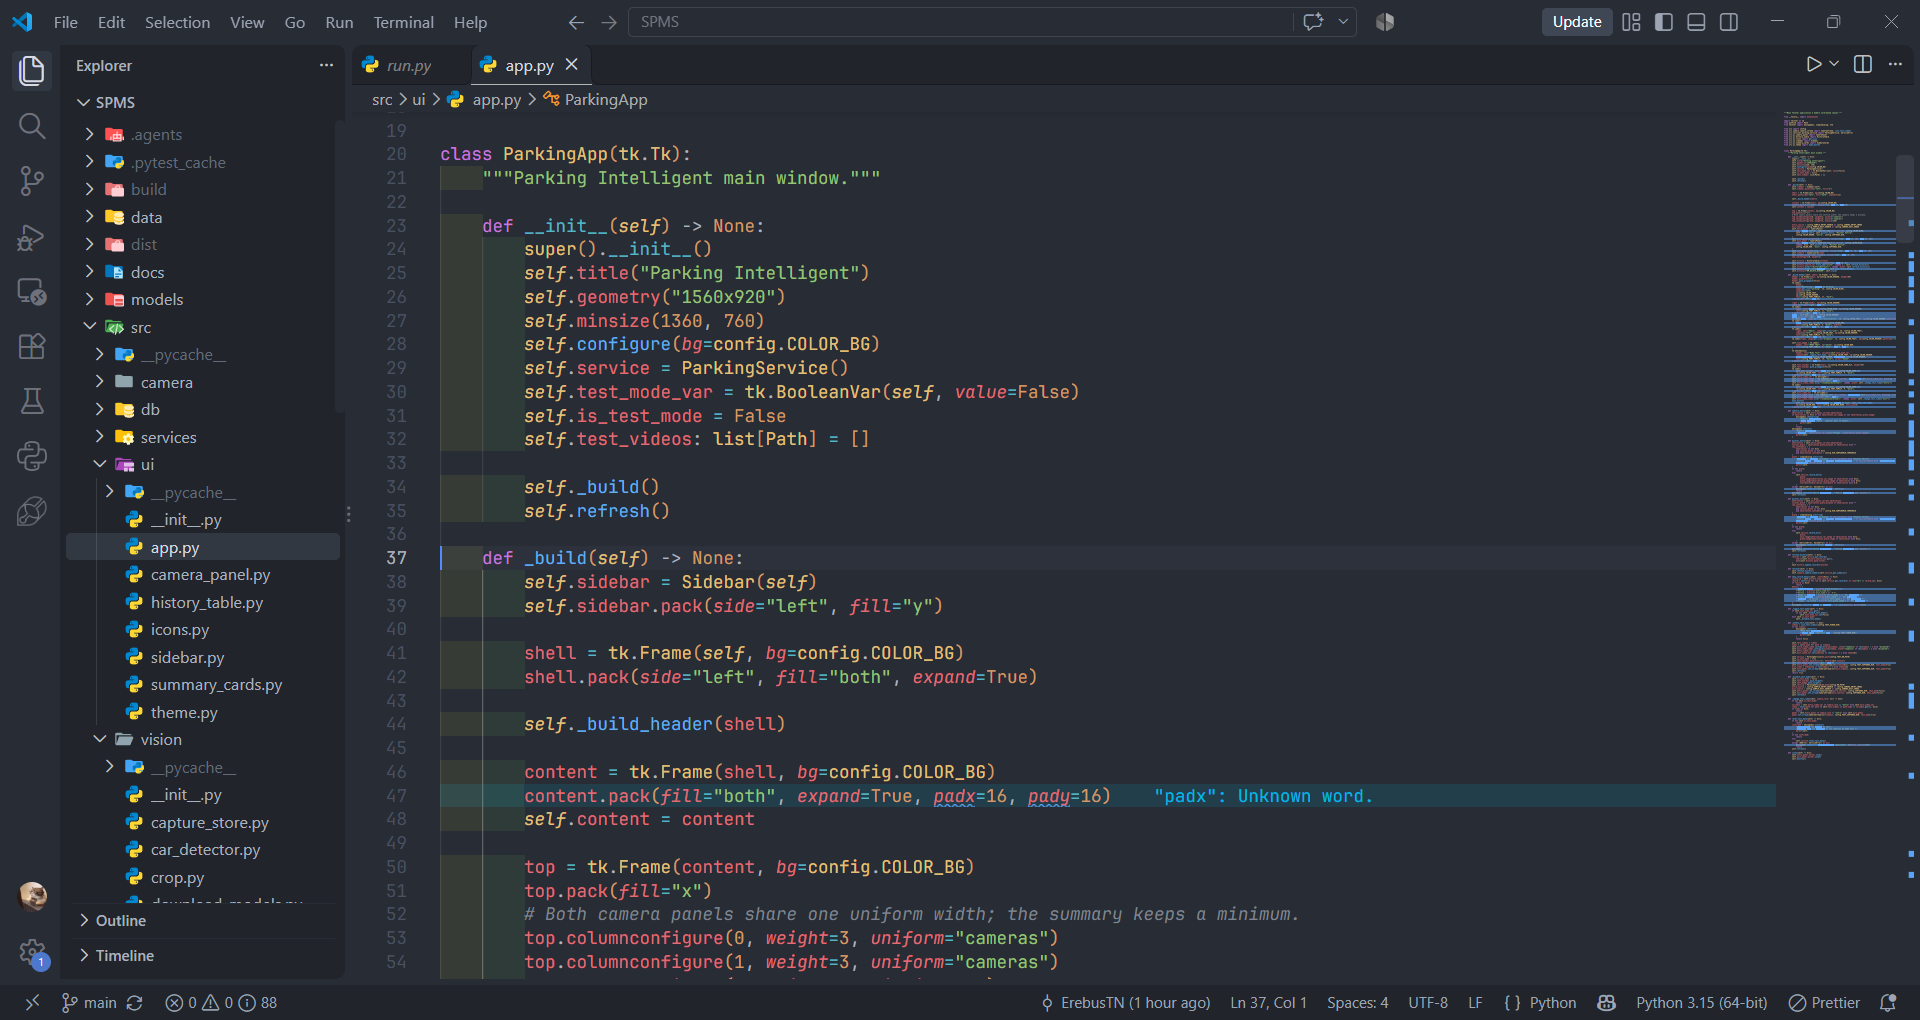 File Edit Selection View Go Run Terminal Help
SPMS
Update
Explorer
SPMS
.agents
.pytest_cache
build
data
dist
docs
models
src
__pycache__
camera
db
services
ui
__pycache__
__init__.py
app.py
camera_panel.py
history_table.py
icons.py
sidebar.py
summary_cards.py
theme.py
vision
__pycache__
__init__.py
capture_store.py
car_detector.py
crop.py
Outline
Timeline
run.py
app.py
src > ui > app.py > ParkingApp
19
20 class ParkingApp(tk.Tk):
21 """Parking Intelligent main window."""
22
23 def __init__(self) -> None:
24 super().__init__()
25 self.title("Parking Intelligent")
26 self.geometry("1560x920")
27 self.minsize(1360, 760)
28 self.configure(bg=config.COLOR_BG)
29 self.service = ParkingService()
30 self.test_mode_var = tk.BooleanVar(self, value=False)
31 self.is_test_mode = False
32 self.test_videos: list[Path] = []
33
34 self._build()
35 self.refresh()
36
37 def _build(self) -> None:
38 self.sidebar = Sidebar(self)
39 self.sidebar.pack(side="left", fill="y")
40
41 shell = tk.Frame(self, bg=config.COLOR_BG)
42 shell.pack(side="left", fill="both", expand=True)
43
44 self._build_header(shell)
45
46 content = tk.Frame(shell, bg=config.COLOR_BG)
47 content.pack(fill="both", expand=True, padx=16, pady=16) "padx": Unknown word.
48 self.content = content
49
50 top = tk.Frame(content, bg=config.COLOR_BG)
51 top.pack(fill="x")
52 # Both camera panels share one uniform width; the summary keeps a minimum.
53 top.columnconfigure(0, weight=3, uniform="cameras")
54 top.columnconfigure(1, weight=3, uniform="cameras")
1
main 0 0 88 ErebusTN (1 hour ago) Ln 37, Col 1 Spaces: 4 UTF-8 LF { } Python Python 3.15 (64-bit) Prettier